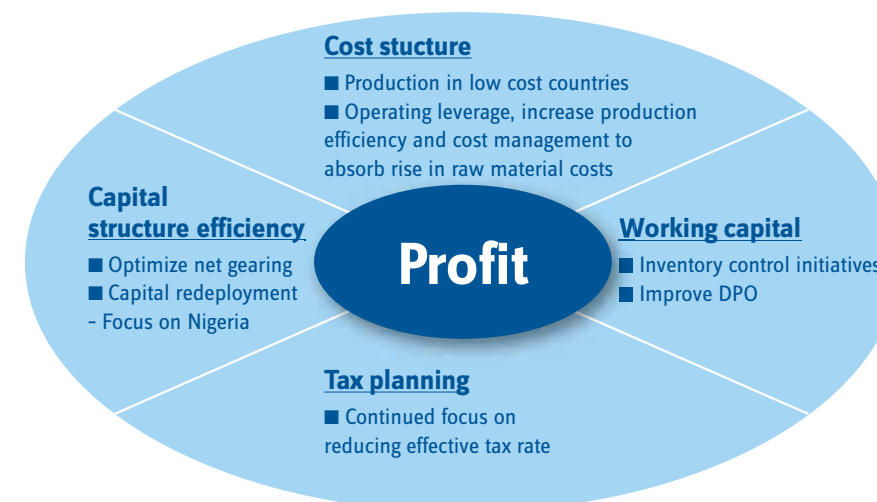 Cost stucture
■ Production in low cost countries
■ Operating leverage, increase production
efficiency and cost management to
absorb rise in raw material costs
Capital
structure efficiency
■ Optimize net gearing
■ Capital redeployment
– Focus on Nigeria
Profit
Working capital
■ Inventory control initiatives
■ Improve DPO
Tax planning
■ Continued focus on
reducing effective tax rate